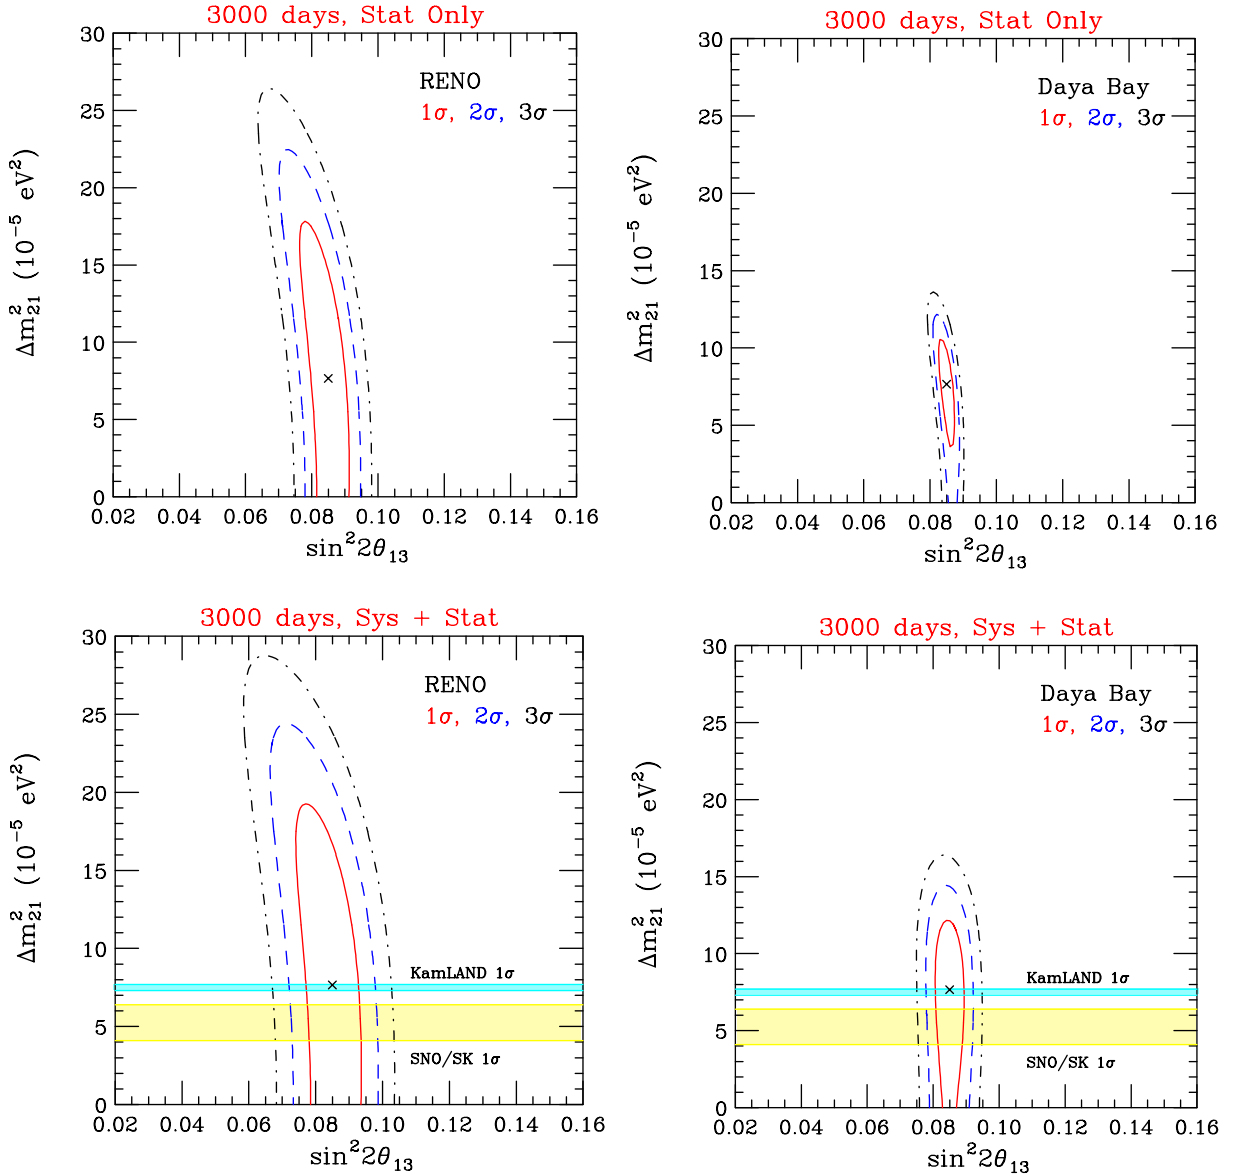 3000 days, Stat Only
RENO
1σ, 2σ, 3σ
30
25
20
15
10
5
0
Δm²₂₁ (10⁻⁵ eV²)
0.02 0.04 0.06 0.08 0.10 0.12 0.14 0.16
sin²2θ₁₃
3000 days, Stat Only
Daya Bay
1σ, 2σ, 3σ
30
25
20
15
10
5
0
Δm²₂₁ (10⁻⁵ eV²)
0.02 0.04 0.06 0.08 0.10 0.12 0.14 0.16
sin²2θ₁₃
3000 days, Sys + Stat
RENO
1σ, 2σ, 3σ
30
25
20
15
10
5
0
Δm²₂₁ (10⁻⁵ eV²)
KamLAND 1σ
SNO/SK 1σ
0.02 0.04 0.06 0.08 0.10 0.12 0.14 0.16
sin²2θ₁₃
3000 days, Sys + Stat
Daya Bay
1σ, 2σ, 3σ
30
25
20
15
10
5
0
Δm²₂₁ (10⁻⁵ eV²)
KamLAND 1σ
SNO/SK 1σ
0.02 0.04 0.06 0.08 0.10 0.12 0.14 0.16
sin²2θ₁₃